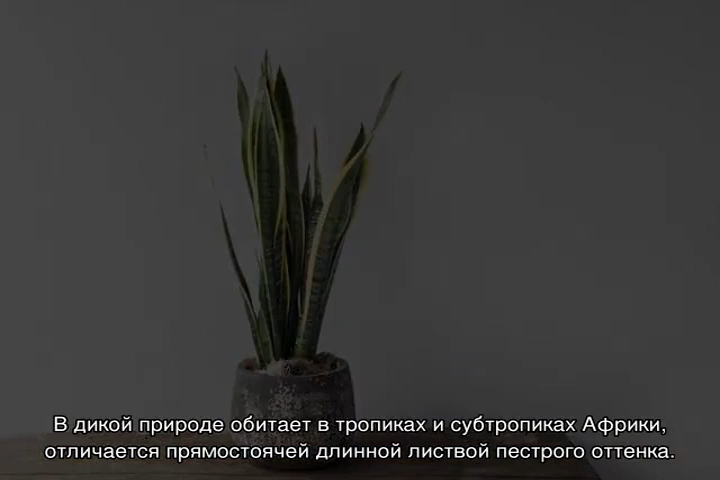 В дикой природе обитает в тропиках и субтропиках Африки,
отличается прямостоячей длинной листвой пестрого оттенка.